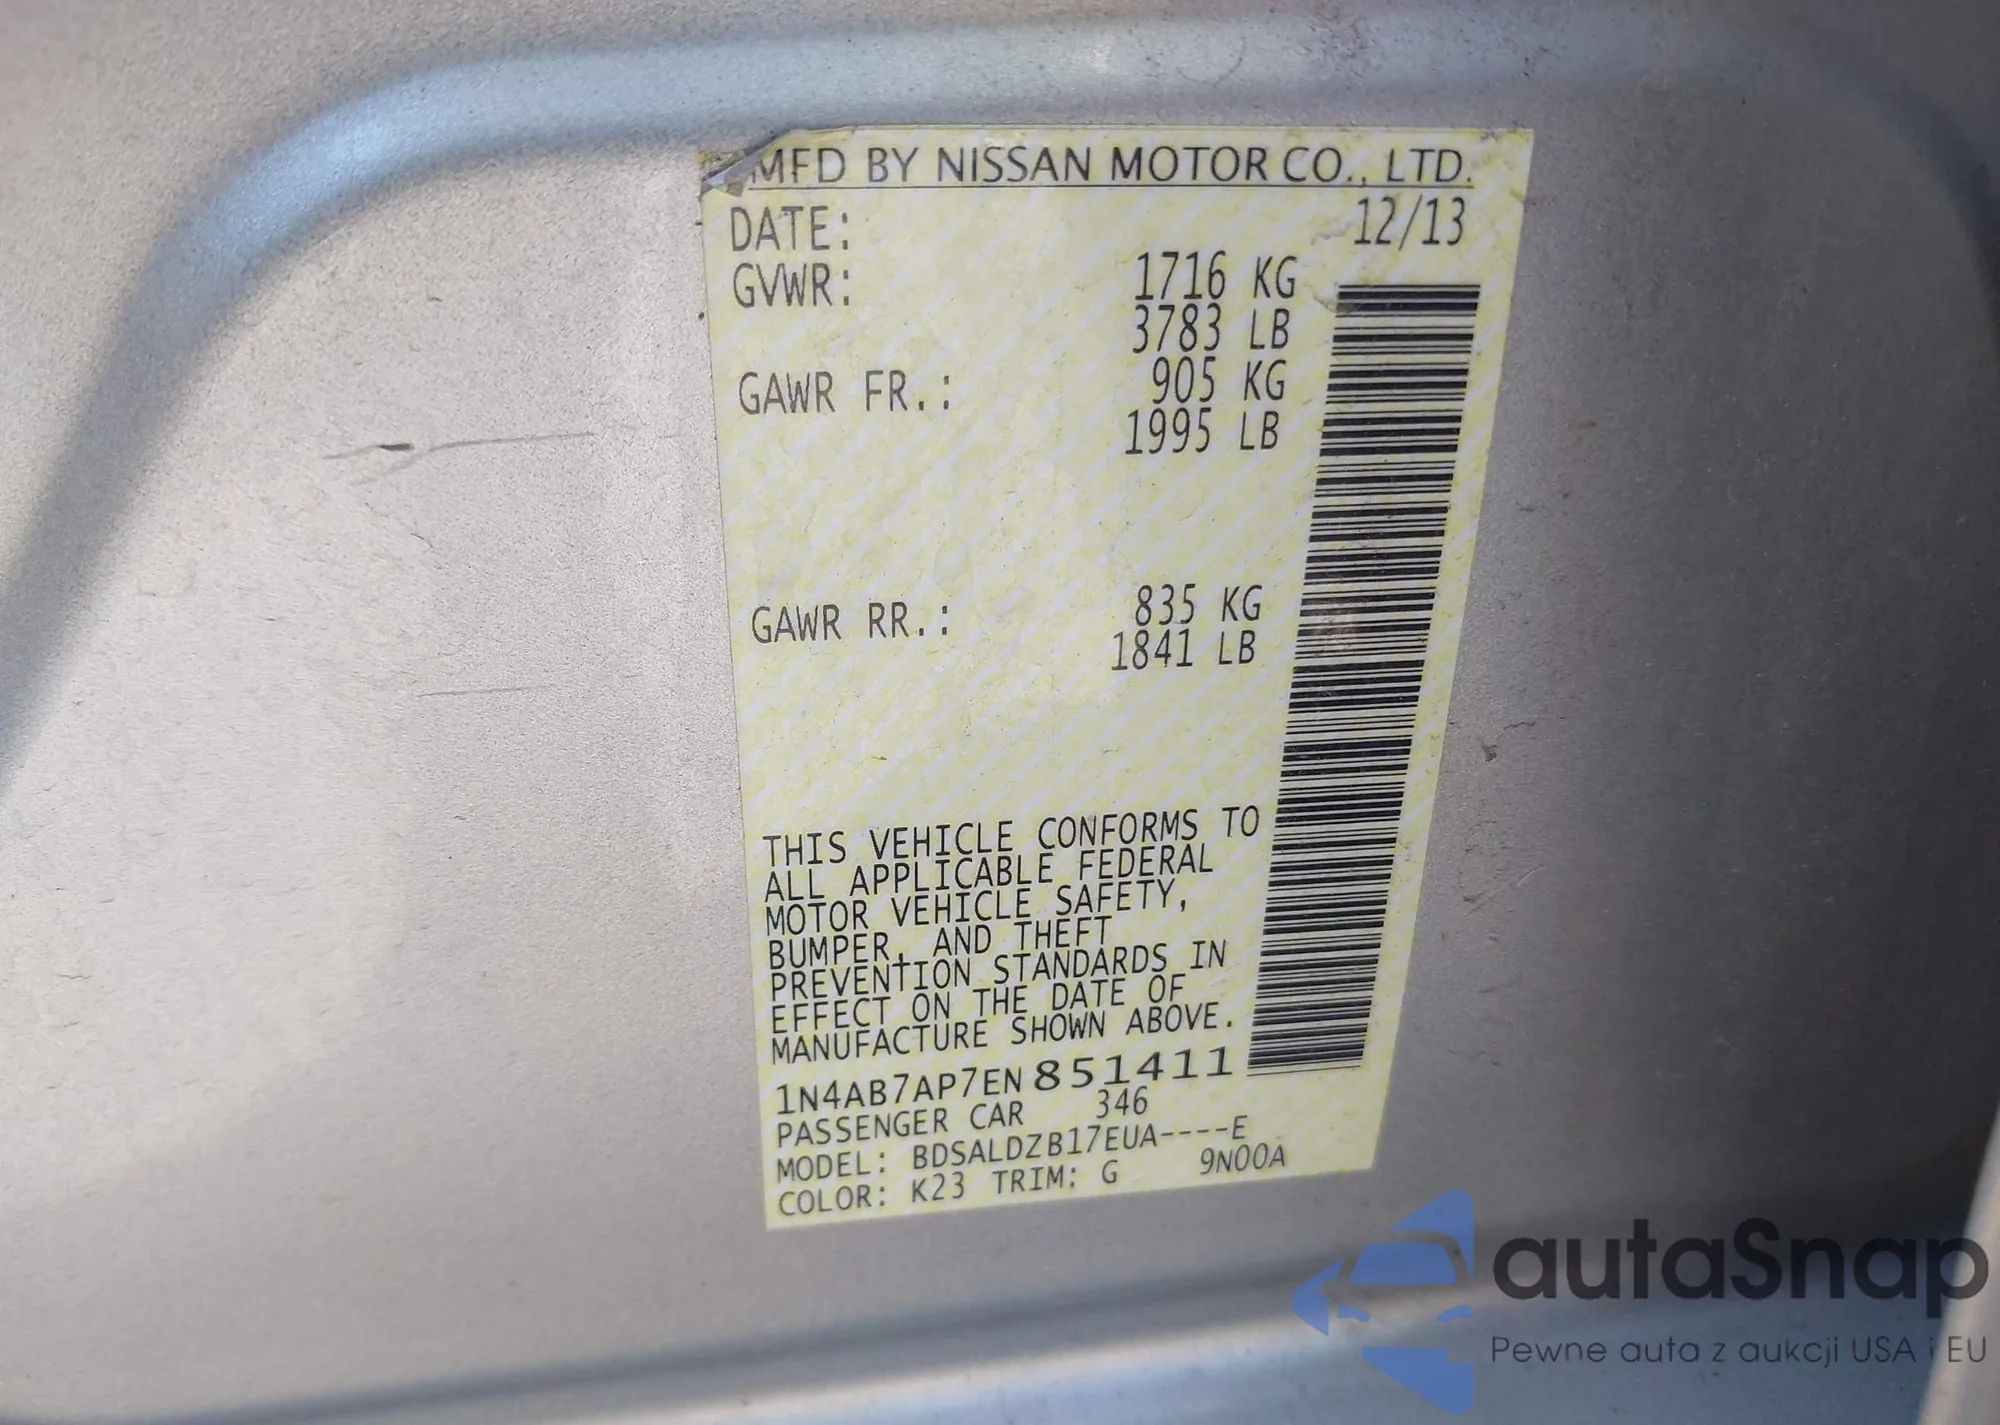 MFD BY NISSAN MOTOR CO., LTD.
DATE: 12/13
GVWR: 1716 KG
3783 LB
GAWR FR.: 905 KG
1995 LB
GAWR RR.: 835 KG
1841 LB
THIS VEHICLE CONFORMS TO
ALL APPLICABLE FEDERAL
MOTOR VEHICLE SAFETY,
BUMPER, AND THEFT
PREVENTION STANDARDS IN
EFFECT ON THE DATE OF
MANUFACTURE SHOWN ABOVE.
1N4AB7AP7EN851411
PASSENGER CAR 346
MODEL: BDSALDZB17EUA----E
COLOR: K23 TRIM: G 9N00A
autaSnap
Pewne auta z aukcji USA i EU